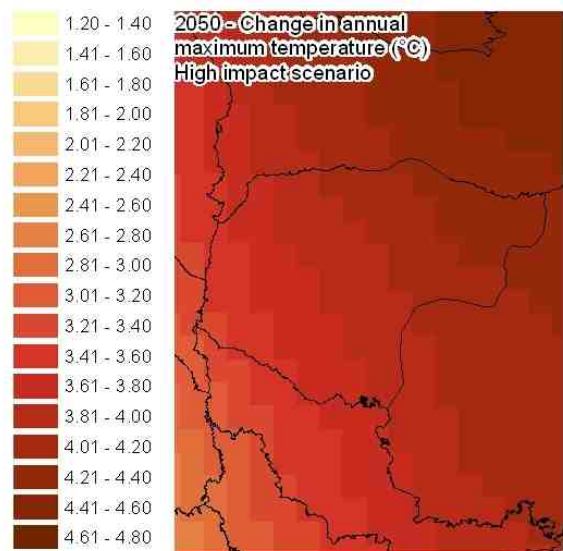 2050 - Change in annual
maximum temperature (°C)
High impact scenario
1.20 - 1.40
1.41 - 1.60
1.61 - 1.80
1.81 - 2.00
2.01 - 2.20
2.21 - 2.40
2.41 - 2.60
2.61 - 2.80
2.81 - 3.00
3.01 - 3.20
3.21 - 3.40
3.41 - 3.60
3.61 - 3.80
3.81 - 4.00
4.01 - 4.20
4.21 - 4.40
4.41 - 4.60
4.61 - 4.80